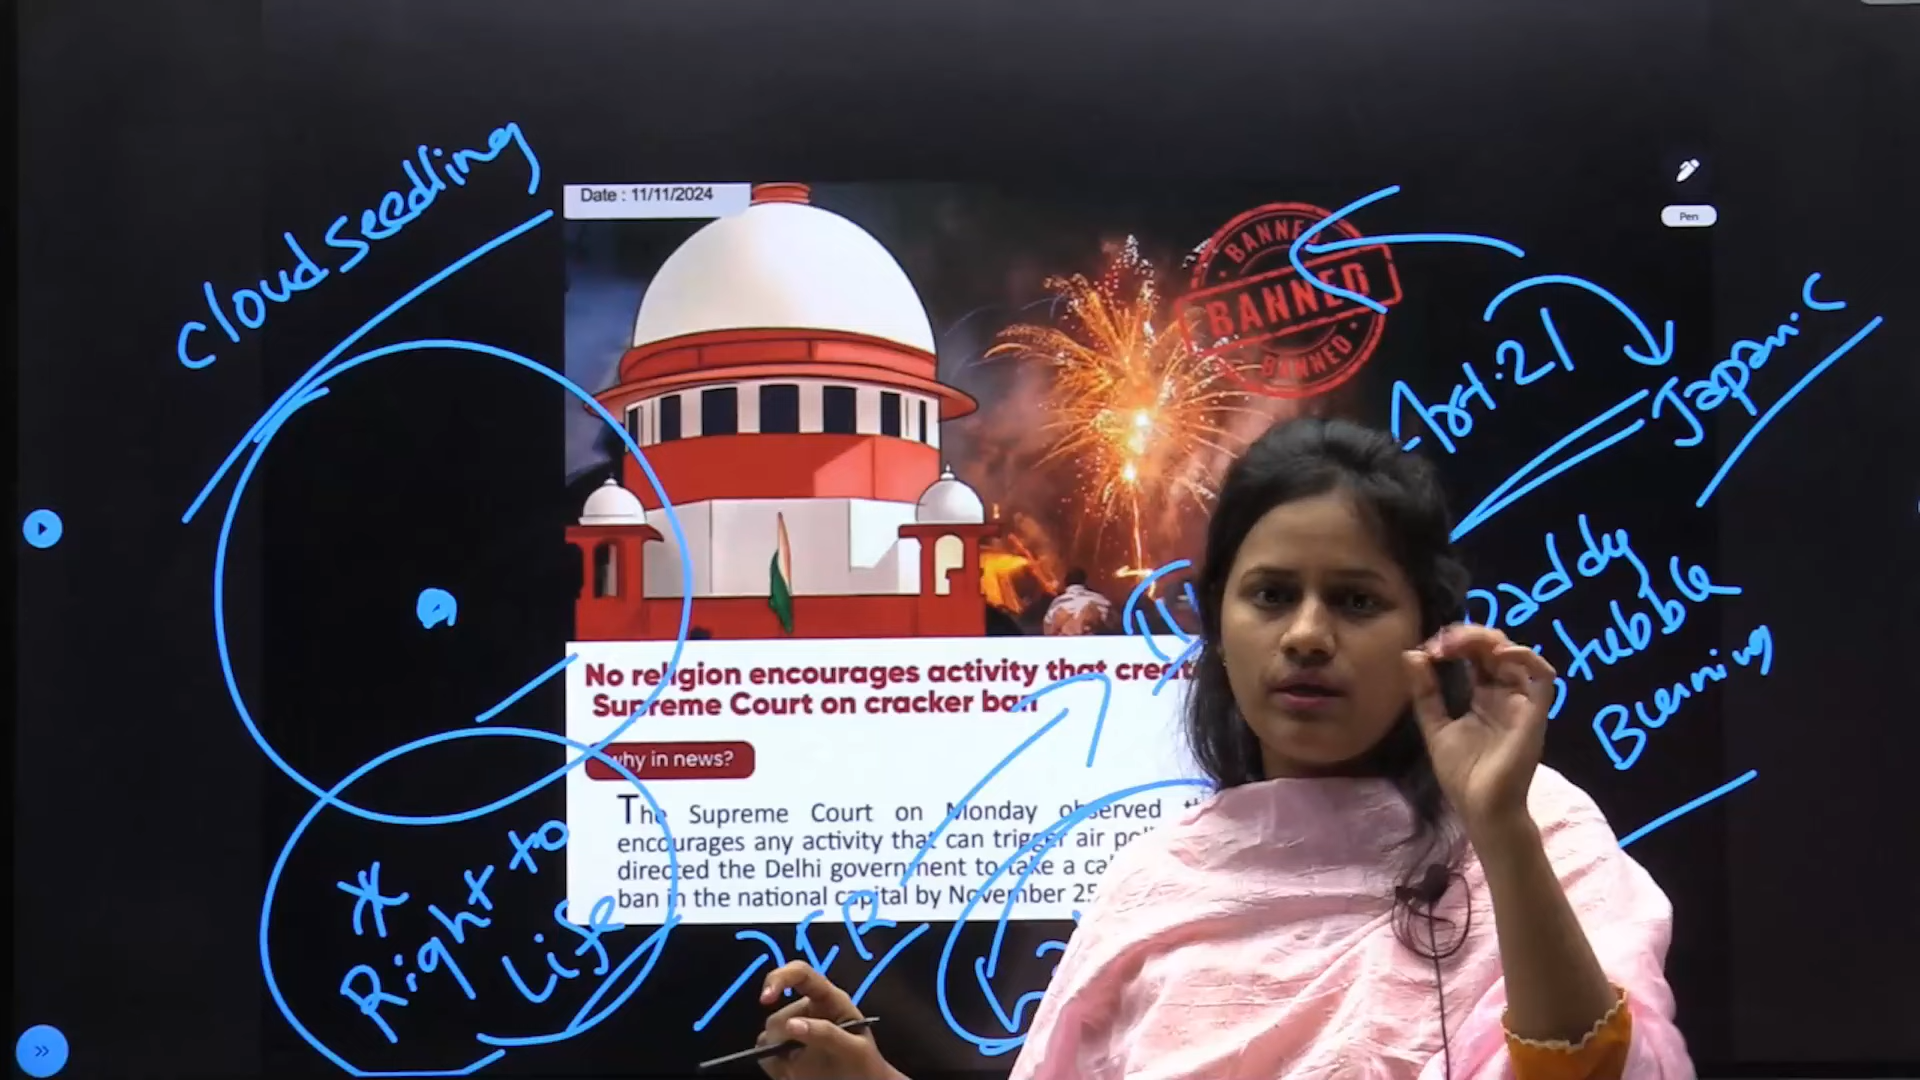 Date : 11/11/2024
cloud seedling
BANNED
BANNED
BANNED
Pen
Art.21
Japanic
Paddy
Stubble
Burning
No religion encourages activity that creat
Supreme Court on cracker ban
why in news?
The Supreme Court on Monday observed th
encourages any activity that can trigger air pol
directed the Delhi government to take a ca
ban in the national capital by November 25
*
Right to
Life